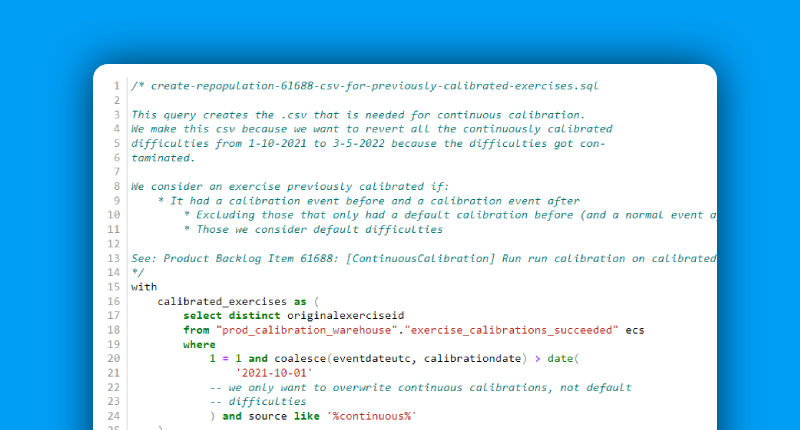 1 /* create-repopulation-61688-csv-for-previously-calibrated-exercises.sql
2
3 This query creates the .csv that is needed for continuous calibration.
4 We make this csv because we want to revert all the continuously calibrated
5 difficulties from 1-10-2021 to 3-5-2022 because the difficulties got con-
6 taminated.
7
8 We consider an exercise previously calibrated if:
9 * It had a calibration event before and a calibration event after
10 * Excluding those that only had a default calibration before (and a normal event a
11 * Those we consider default difficulties
12
13 See: Product Backlog Item 61688: [ContinuousCalibration] Run run calibration on calibrated
14 */
15 with
16 calibrated_exercises as (
17 select distinct originalexerciseid
18 from "prod_calibration_warehouse"."exercise_calibrations_succeeded" ecs
19 where
20 1 = 1 and coalesce(eventdateutc, calibrationdate) > date(
21 '2021-10-01'
22 -- we only want to overwrite continuous calibrations, not default
23 -- difficulties
24 ) and source like '%continuous%'
25 )